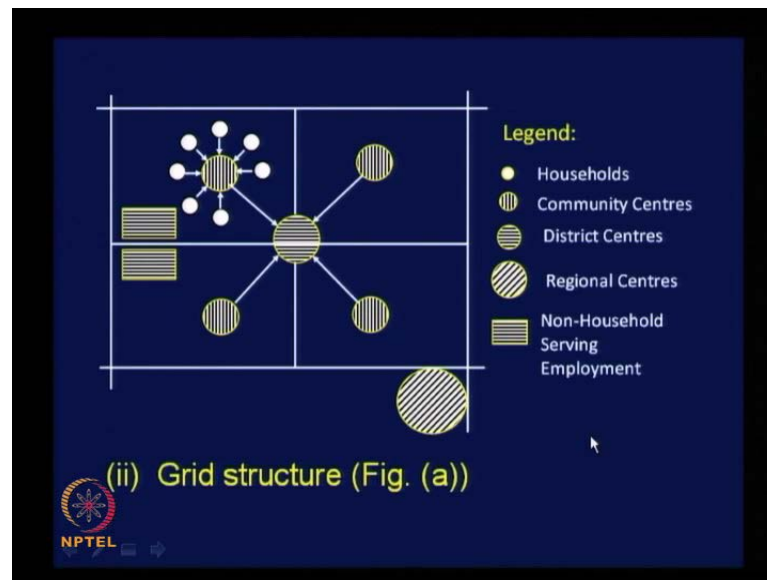 Legend:
Households
Community Centres
District Centres
Regional Centres
Non-Household
Serving
Employment
(ii) Grid structure (Fig. (a))
NPTEL